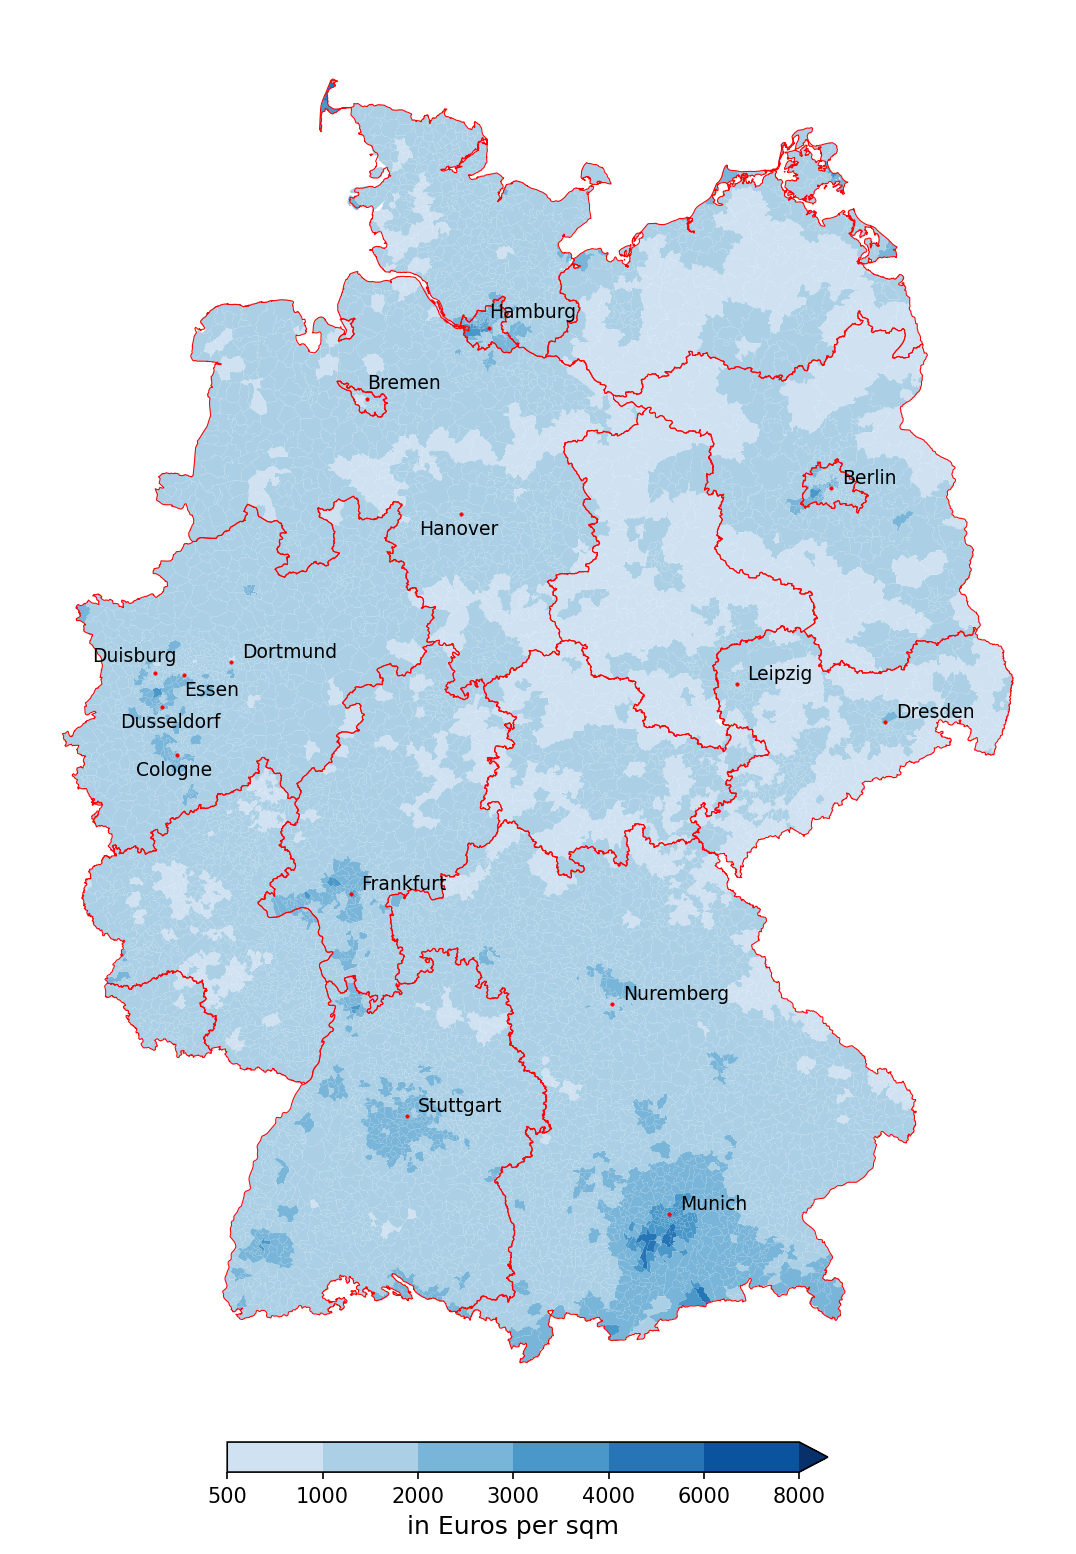 Hamburg
Bremen
Berlin
Hanover
Dortmund
Duisburg
Essen
Leipzig
Dresden
Dusseldorf
Cologne
Frankfurt
Nuremberg
Stuttgart
Munich
500 1000 2000 3000 4000 6000 8000
in Euros per sqm